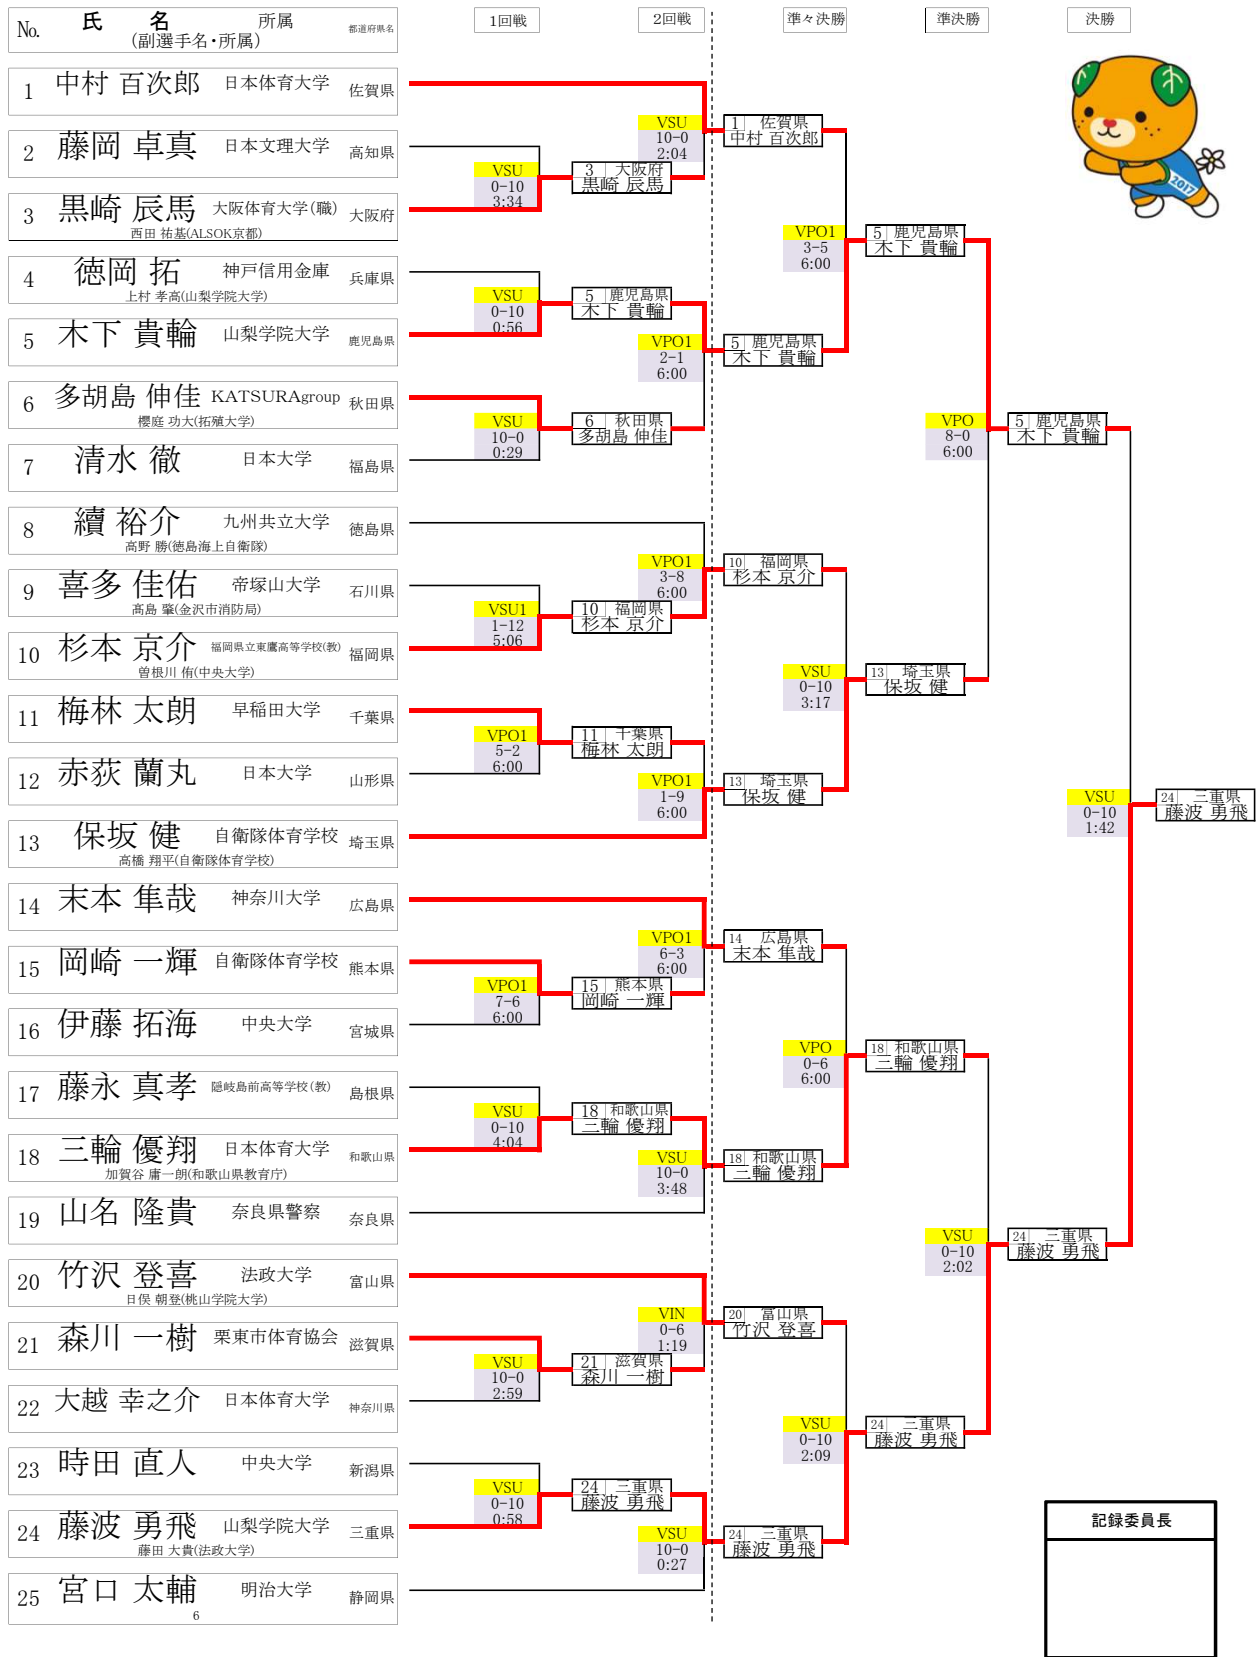 No. 氏 名 所属 都道府県名
(副選手名・所属)
1回戦 2回戦 準々決勝 準決勝 決勝
1 中村 百次郎 日本体育大学 佐賀県
2 藤岡 卓真 日本文理大学 高知県
3 黒崎 辰馬 大阪体育大学(職) 大阪府
西田 祐基(ALSOK京都)
4 徳岡 拓 神戸信用金庫 兵庫県
上村 孝高(山梨学院大学)
5 木下 貴輪 山梨学院大学 鹿児島県
6 多胡島 伸佳 KATSURAgroup 秋田県
櫻庭 功大(拓殖大学)
7 清水 徹 日本大学 福島県
8 續 裕介 九州共立大学 徳島県
高野 勝(徳島海上自衛隊)
9 喜多 佳佑 帝塚山大学 石川県
髙島 肇(金沢市消防局)
10 杉本 京介 福岡県立東鷹高等学校(教) 福岡県
曽根川 侑(中央大学)
11 梅林 太朗 早稲田大学 千葉県
12 赤荻 蘭丸 日本大学 山形県
13 保坂 健 自衛隊体育学校 埼玉県
高橋 翔平(自衛隊体育学校)
14 末本 隼哉 神奈川大学 広島県
15 岡崎 一輝 自衛隊体育学校 熊本県
16 伊藤 拓海 中央大学 宮城県
17 藤永 真孝 隠岐島前高等学校(教) 島根県
18 三輪 優翔 日本体育大学 和歌山県
加賀谷 庸一朗(和歌山県教育庁)
19 山名 隆貴 奈良県警察 奈良県
20 竹沢 登喜 法政大学 富山県
日俣 朝登(桃山学院大学)
21 森川 一樹 栗東市体育協会 滋賀県
22 大越 幸之介 日本体育大学 神奈川県
23 時田 直人 中央大学 新潟県
24 藤波 勇飛 山梨学院大学 三重県
藤田 大貴(法政大学)
25 宮口 太輔 明治大学 静岡県
6
VSU
0-10
3:34
VSU
0-10
0:56
VSU
10-0
0:29
VSU1
1-12
5:06
VPO1
5-2
6:00
VPO1
7-6
6:00
VSU
0-10
4:04
VSU
10-0
2:59
VSU
0-10
0:58
3 大阪府
黒崎 辰馬
5 鹿児島県
木下 貴輪
6 秋田県
多胡島 伸佳
10 福岡県
杉本 京介
11 千葉県
梅林 太朗
15 熊本県
岡崎 一輝
18 和歌山県
三輪 優翔
21 滋賀県
森川 一樹
24 三重県
藤波 勇飛
VSU
10-0
2:04
VPO1
2-1
6:00
VPO1
3-8
6:00
VPO1
1-9
6:00
VPO1
6-3
6:00
VSU
10-0
3:48
VIN
0-6
1:19
VSU
10-0
0:27
1 佐賀県
中村 百次郎
5 鹿児島県
木下 貴輪
10 福岡県
杉本 京介
13 埼玉県
保坂 健
14 広島県
末本 隼哉
18 和歌山県
三輪 優翔
20 富山県
竹沢 登喜
24 三重県
藤波 勇飛
VPO1
3-5
6:00
VSU
0-10
3:17
VPO
0-6
6:00
VSU
0-10
2:09
5 鹿児島県
木下 貴輪
13 埼玉県
保坂 健
18 和歌山県
三輪 優翔
24 三重県
藤波 勇飛
VPO
8-0
6:00
VSU
0-10
2:02
5 鹿児島県
木下 貴輪
24 三重県
藤波 勇飛
VSU
0-10
1:42
24 三重県
藤波 勇飛
2017
記録委員長